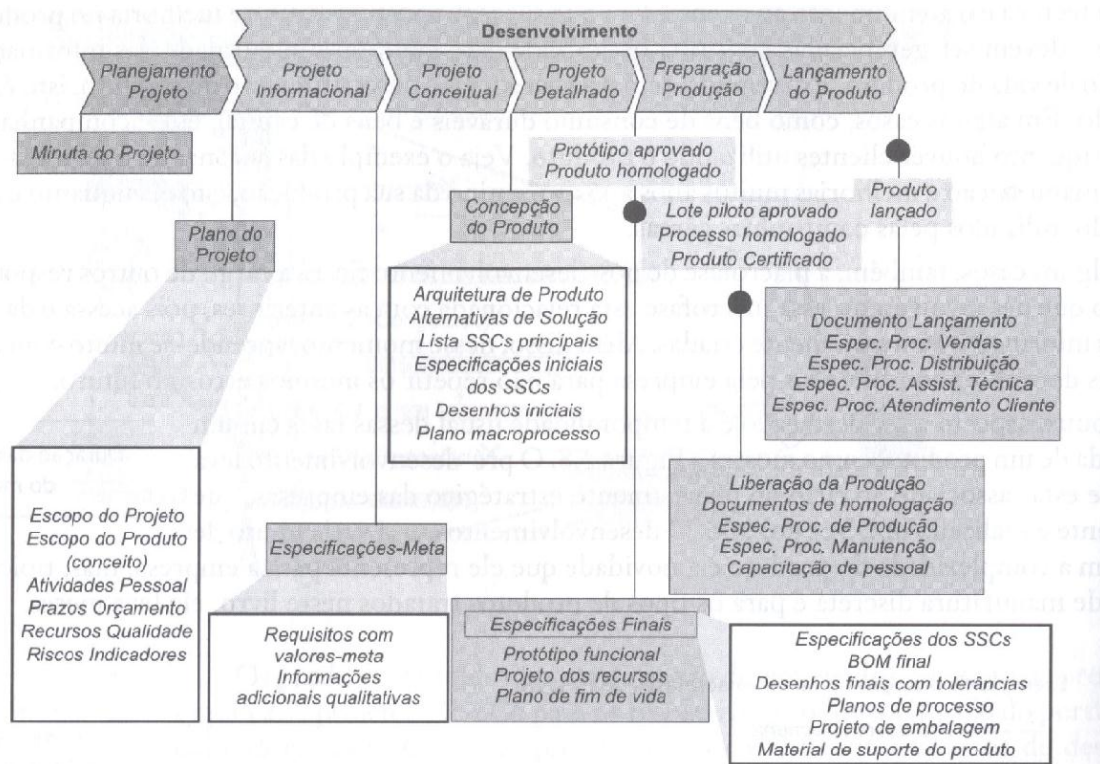 Desenvolvimento
Planejamento
Projeto
Projeto
Informacional
Projeto
Conceitual
Projeto
Detalhado
Preparação
Produção
Lançamento
do Produto
Minuta do Projeto
Protótipo aprovado
Produto homologado
Produto
lançado
Plano do
Projeto
Concepção
do Produto
Lote piloto aprovado
Processo homologado
Produto Certificado
Arquitetura de Produto
Alternativas de Solução
Lista SSCs principais
Especificações iniciais
dos SSCs
Desenhos iniciais
Plano macroprocesso
Documento Lançamento
Espec. Proc. Vendas
Espec. Proc. Distribuição
Espec. Proc. Assist. Técnica
Espec. Proc. Atendimento Cliente
Liberação da Produção
Documentos de homologação
Espec. Proc. de Produção
Espec. Proc. Manutenção
Capacitação de pessoal
Escopo do Projeto
Escopo do Produto
(conceito)
Atividades Pessoal
Prazos Orçamento
Recursos Qualidade
Riscos Indicadores
Especificações-Meta
Requisitos com
valores-meta
Informações
adicionais qualitativas
Especificações Finais
Protótipo funcional
Projeto dos recursos
Plano de fim de vida
Especificações dos SSCs
BOM final
Desenhos finais com tolerâncias
Planos de processo
Projeto de embalagem
Material de suporte do produto